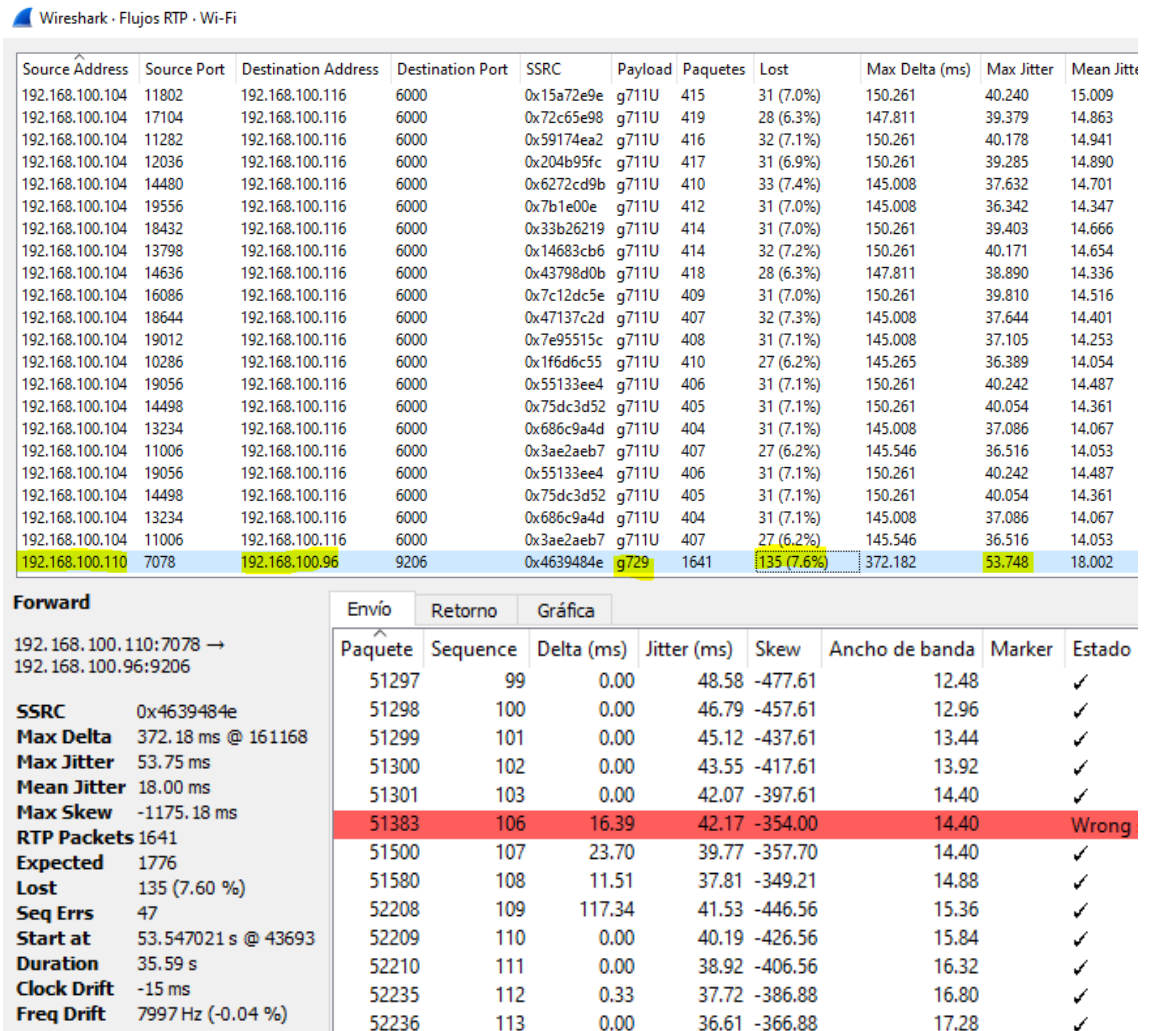 Wireshark · Flujos RTP · Wi-Fi
Source Address Source Port Destination Address Destination Port SSRC Payload Paquetes Lost Max Delta (ms) Max Jitter Mean Jitte
192.168.100.104 11802 192.168.100.116 6000 0x15a72e9e g711U 415 31 (7.0%) 150.261 40.240 15.009
192.168.100.104 17104 192.168.100.116 6000 0x72c65e98 g711U 419 28 (6.3%) 147.811 39.379 14.863
192.168.100.104 11282 192.168.100.116 6000 0x59174ea2 g711U 416 32 (7.1%) 150.261 40.178 14.941
192.168.100.104 12036 192.168.100.116 6000 0x204b95fc g711U 417 31 (6.9%) 150.261 39.285 14.890
192.168.100.104 14480 192.168.100.116 6000 0x6272cd9b g711U 410 33 (7.4%) 145.008 37.632 14.701
192.168.100.104 19556 192.168.100.116 6000 0x7b1e00e g711U 412 31 (7.0%) 145.008 36.342 14.347
192.168.100.104 18432 192.168.100.116 6000 0x33b26219 g711U 414 31 (7.0%) 150.261 39.403 14.666
192.168.100.104 13798 192.168.100.116 6000 0x14683cb6 g711U 414 32 (7.2%) 150.261 40.171 14.654
192.168.100.104 14636 192.168.100.116 6000 0x43798d0b g711U 418 28 (6.3%) 147.811 38.890 14.336
192.168.100.104 16086 192.168.100.116 6000 0x7c12dc5e g711U 409 31 (7.0%) 150.261 39.810 14.516
192.168.100.104 18644 192.168.100.116 6000 0x47137c2d g711U 407 32 (7.3%) 145.008 37.644 14.401
192.168.100.104 19012 192.168.100.116 6000 0x7e95515c g711U 408 31 (7.1%) 145.008 37.105 14.253
192.168.100.104 10286 192.168.100.116 6000 0x1f6d6c55 g711U 410 27 (6.2%) 145.265 36.389 14.054
192.168.100.104 19056 192.168.100.116 6000 0x55133ee4 g711U 406 31 (7.1%) 150.261 40.242 14.487
192.168.100.104 14498 192.168.100.116 6000 0x75dc3d52 g711U 405 31 (7.1%) 150.261 40.054 14.361
192.168.100.104 13234 192.168.100.116 6000 0x686c9a4d g711U 404 31 (7.1%) 145.008 37.086 14.067
192.168.100.104 11006 192.168.100.116 6000 0x3ae2aeb7 g711U 407 27 (6.2%) 145.546 36.516 14.053
192.168.100.104 19056 192.168.100.116 6000 0x55133ee4 g711U 406 31 (7.1%) 150.261 40.242 14.487
192.168.100.104 14498 192.168.100.116 6000 0x75dc3d52 g711U 405 31 (7.1%) 150.261 40.054 14.361
192.168.100.104 13234 192.168.100.116 6000 0x686c9a4d g711U 404 31 (7.1%) 145.008 37.086 14.067
192.168.100.104 11006 192.168.100.116 6000 0x3ae2aeb7 g711U 407 27 (6.2%) 145.546 36.516 14.053
192.168.100.110 7078 192.168.100.96 9206 0x4639484e g729 1641 135 (7.6%) 372.182 53.748 18.002
Forward
192.168.100.110:7078 →
192.168.100.96:9206
SSRC 0x4639484e
Max Delta 372.18 ms @ 161168
Max Jitter 53.75 ms
Mean Jitter 18.00 ms
Max Skew -1175.18 ms
RTP Packets 1641
Expected 1776
Lost 135 (7.60 %)
Seq Errs 47
Start at 53.547021 s @ 43693
Duration 35.59 s
Clock Drift -15 ms
Freq Drift 7997 Hz (-0.04 %)
Envío Retorno Gráfica
Paquete Sequence Delta (ms) Jitter (ms) Skew Ancho de banda Marker Estado
51297 99 0.00 48.58 -477.61 12.48 ✓
51298 100 0.00 46.79 -457.61 12.96 ✓
51299 101 0.00 45.12 -437.61 13.44 ✓
51300 102 0.00 43.55 -417.61 13.92 ✓
51301 103 0.00 42.07 -397.61 14.40 ✓
51383 106 16.39 42.17 -354.00 14.40 Wrong
51500 107 23.70 39.77 -357.70 14.40 ✓
51580 108 11.51 37.81 -349.21 14.88 ✓
52208 109 117.34 41.53 -446.56 15.36 ✓
52209 110 0.00 40.19 -426.56 15.84 ✓
52210 111 0.00 38.92 -406.56 16.32 ✓
52235 112 0.33 37.72 -386.88 16.80 ✓
52236 113 0.00 36.61 -366.88 17.28 ✓